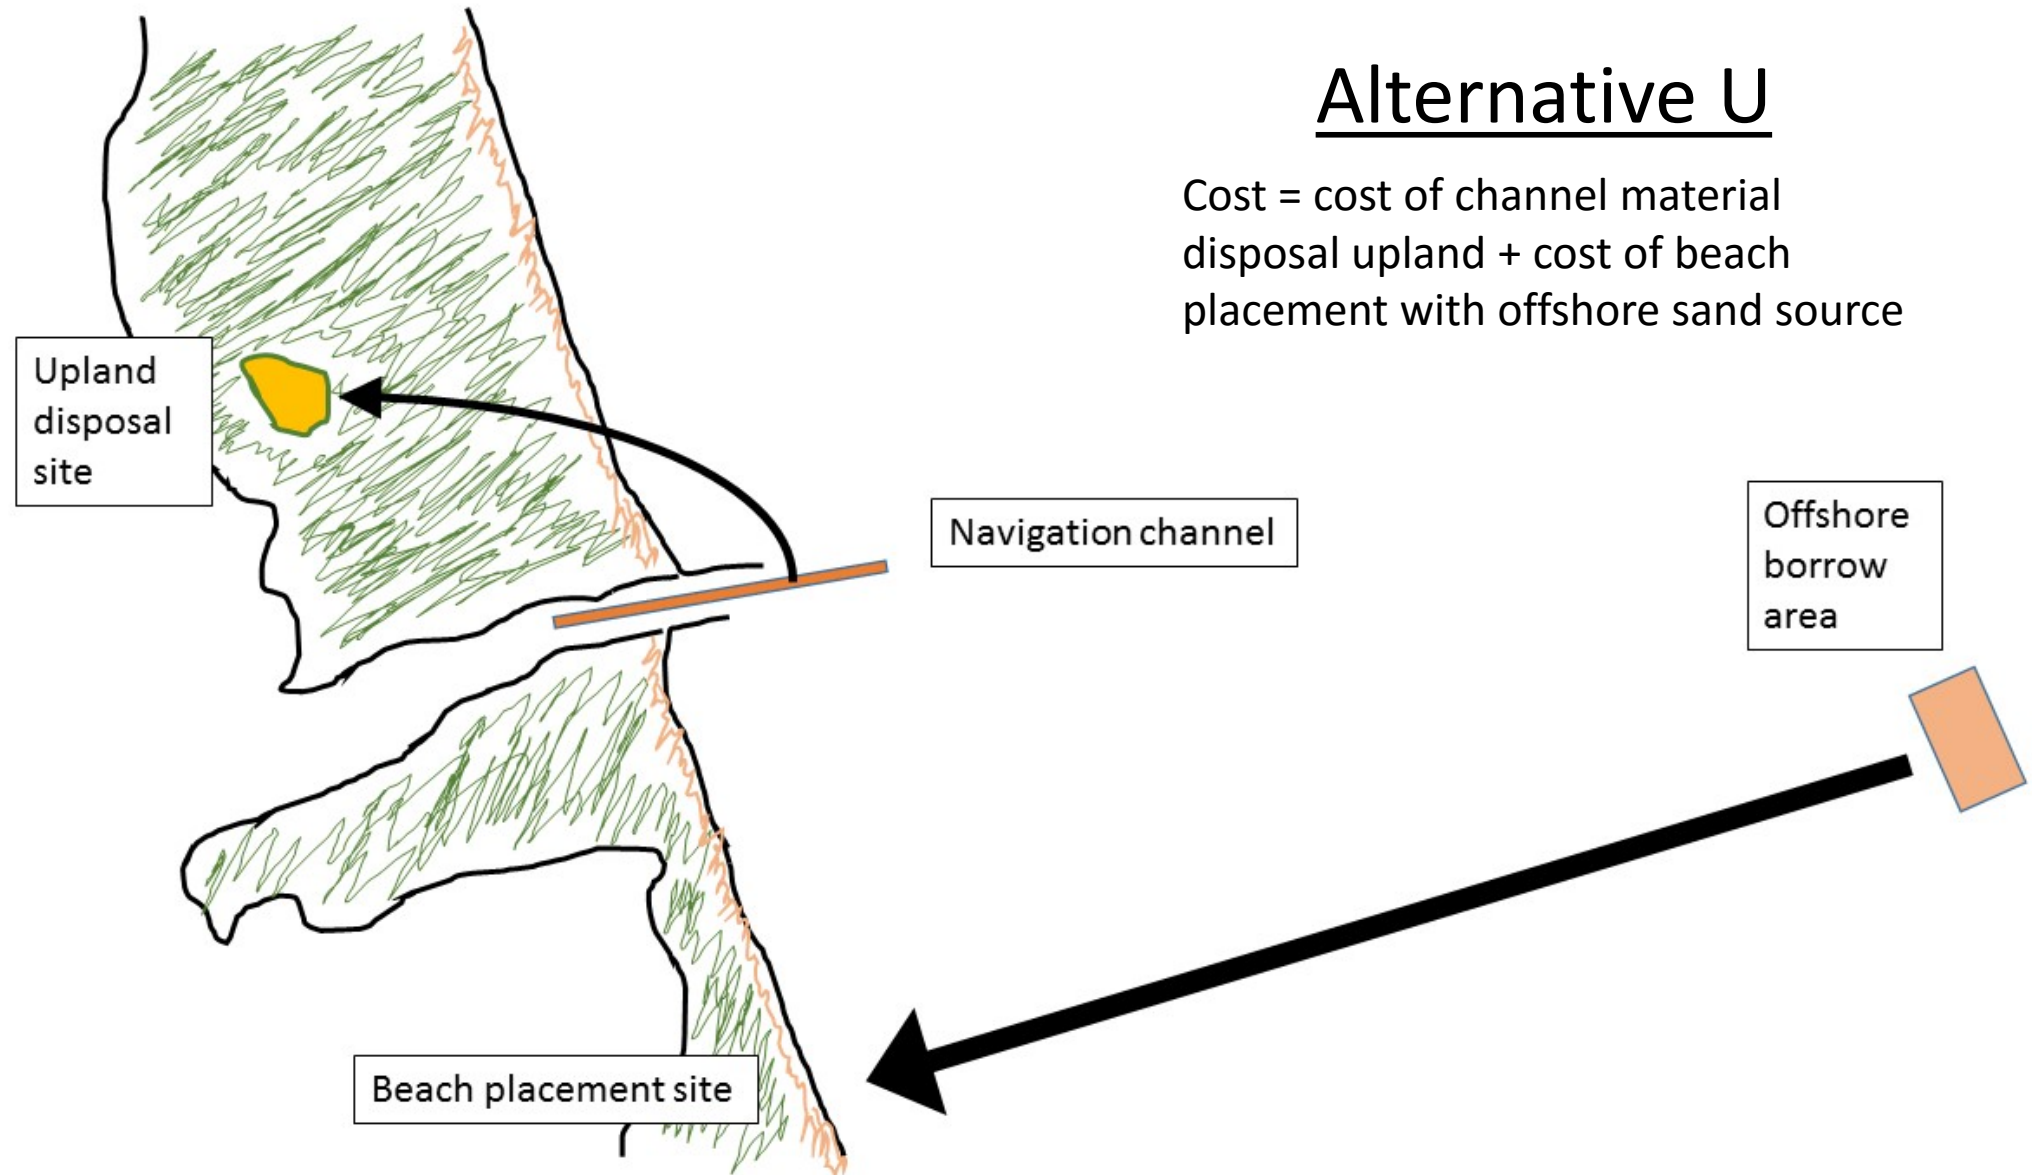 Alternative U
Cost = cost of channel material
disposal upland + cost of beach
placement with offshore sand source
Upland
disposal
site
Navigation channel
Offshore
borrow
area
Beach placement site